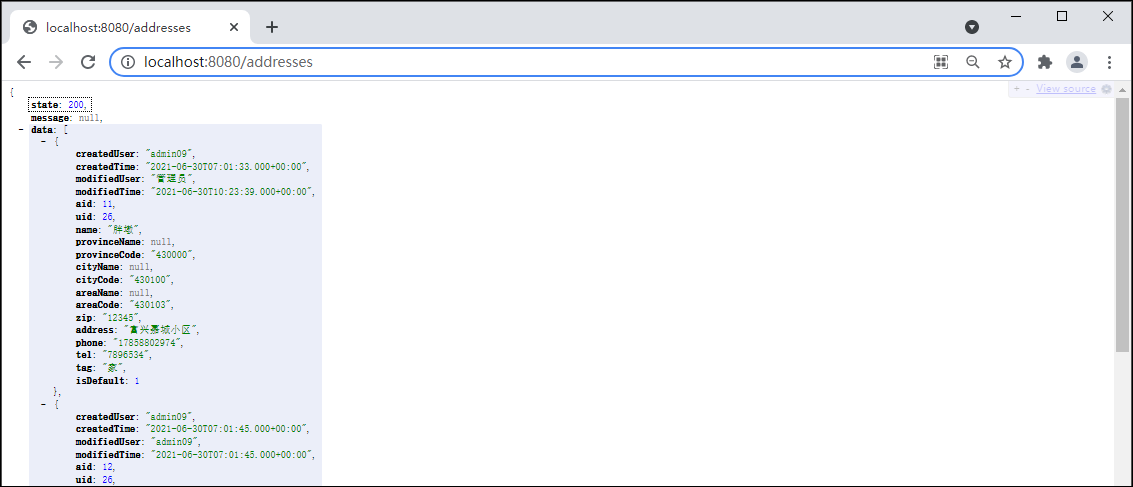 localhost:8080/addresses
localhost:8080/addresses
+ - View source
{
state: 200,
message: null,
- data: [
- {
createdUser: "admin09",
createdTime: "2021-06-30T07:01:33.000+00:00",
modifiedUser: "管理员",
modifiedTime: "2021-06-30T10:23:39.000+00:00",
aid: 11,
uid: 26,
name: "胖墩",
provinceName: null,
provinceCode: "430000",
cityName: null,
cityCode: "430100",
areaName: null,
areaCode: "430103",
zip: "12345",
address: "富兴嘉城小区",
phone: "17858802974",
tel: "7896534",
tag: "家",
isDefault: 1
},
- {
createdUser: "admin09",
createdTime: "2021-06-30T07:01:45.000+00:00",
modifiedUser: "admin09",
modifiedTime: "2021-06-30T07:01:45.000+00:00",
aid: 12,
uid: 26,